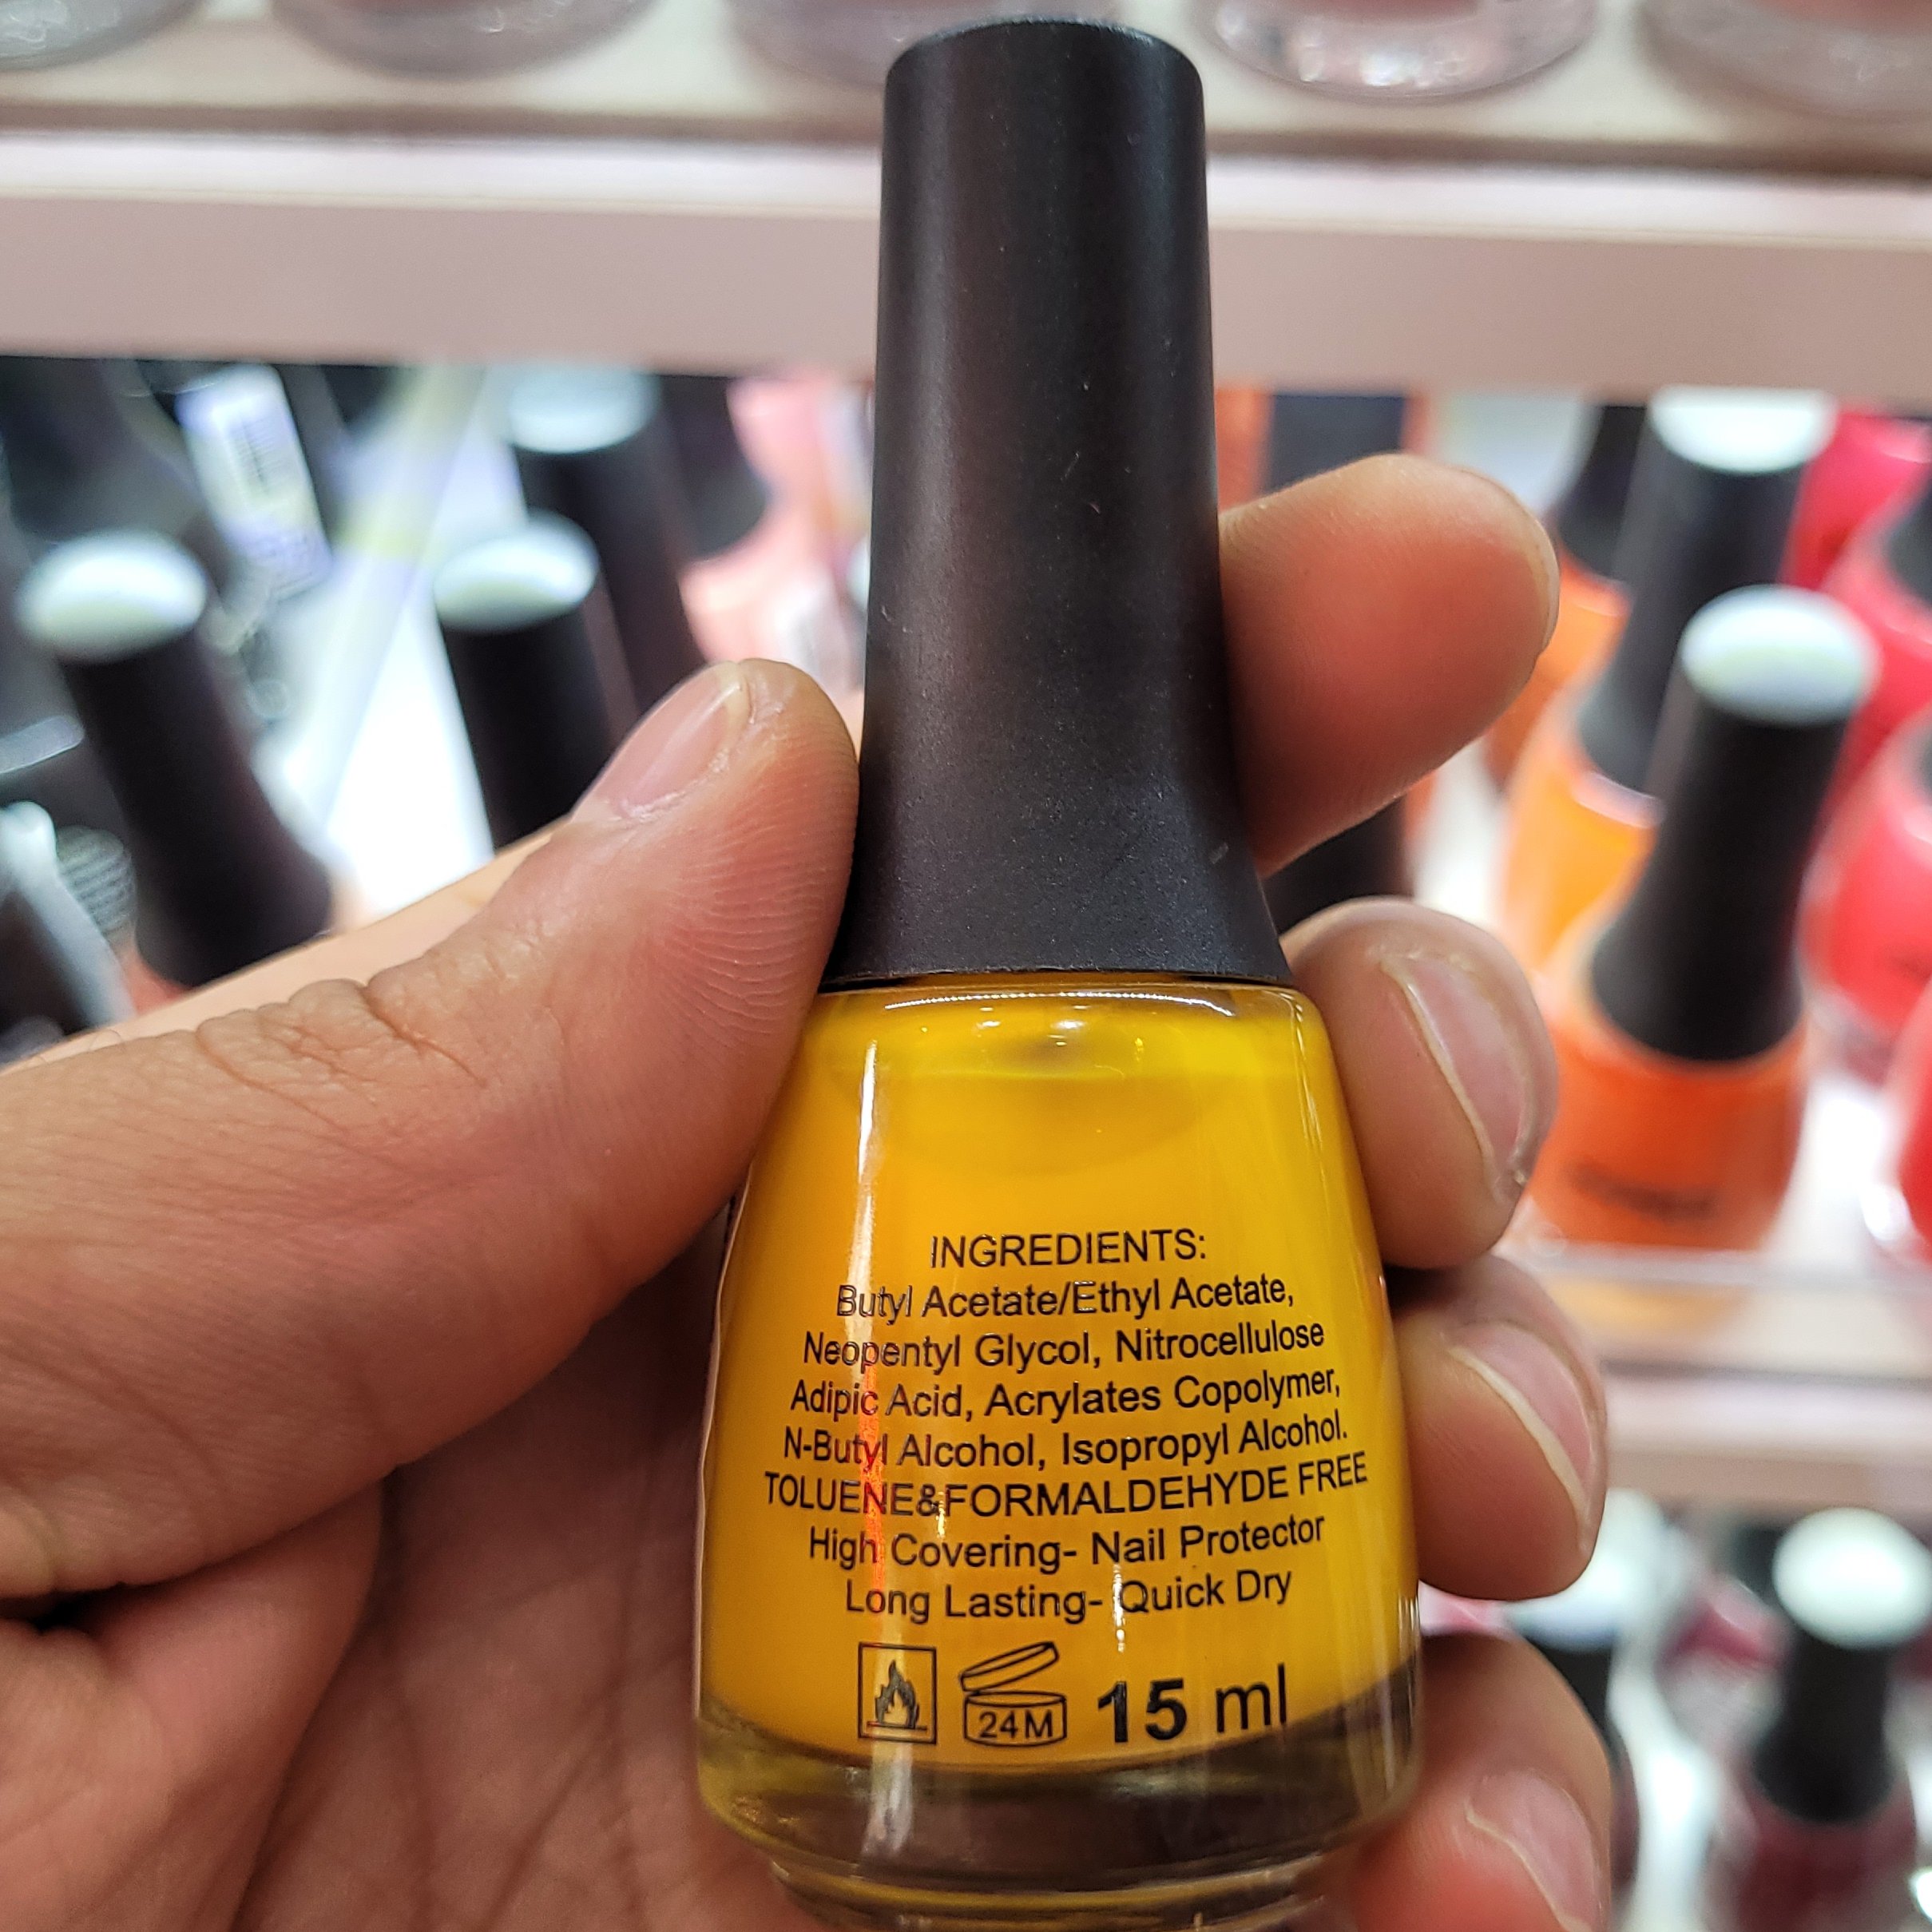 INGREDIENTS:
Butyl Acetate/Ethyl Acetate,
Neopentyl Glycol, Nitrocellulose
Adipic Acid, Acrylates Copolymer,
N-Butyl Alcohol, Isopropyl Alcohol.
TOLUENE&FORMALDEHYDE FREE
High Covering- Nail Protector
Long Lasting- Quick Dry
24M 15 ml